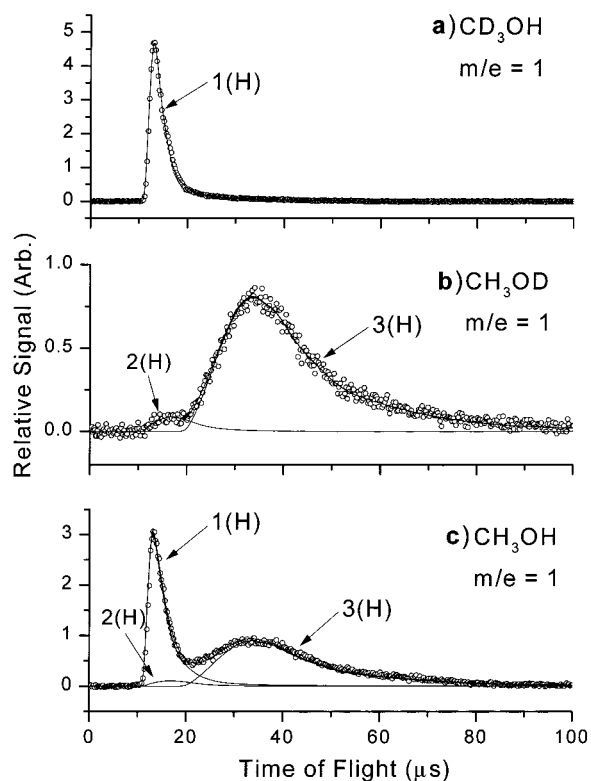 a)CD₃OH
m/e = 1
1(H)
5
4
3
2
1
0
b)CH₃OD
m/e = 1
2(H)
3(H)
1.0
0.5
0.0
c)CH₃OH
m/e = 1
1(H)
2(H)
3(H)
3
2
1
0
0 20 40 60 80 100
Relative Signal (Arb.)
Time of Flight (μs)